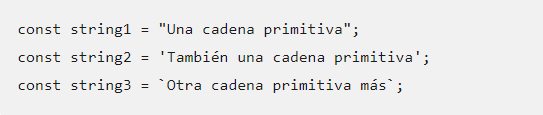 const string1 = "Una cadena primitiva";
const string2 = 'También una cadena primitiva';
const string3 = `Otra cadena primitiva más`;